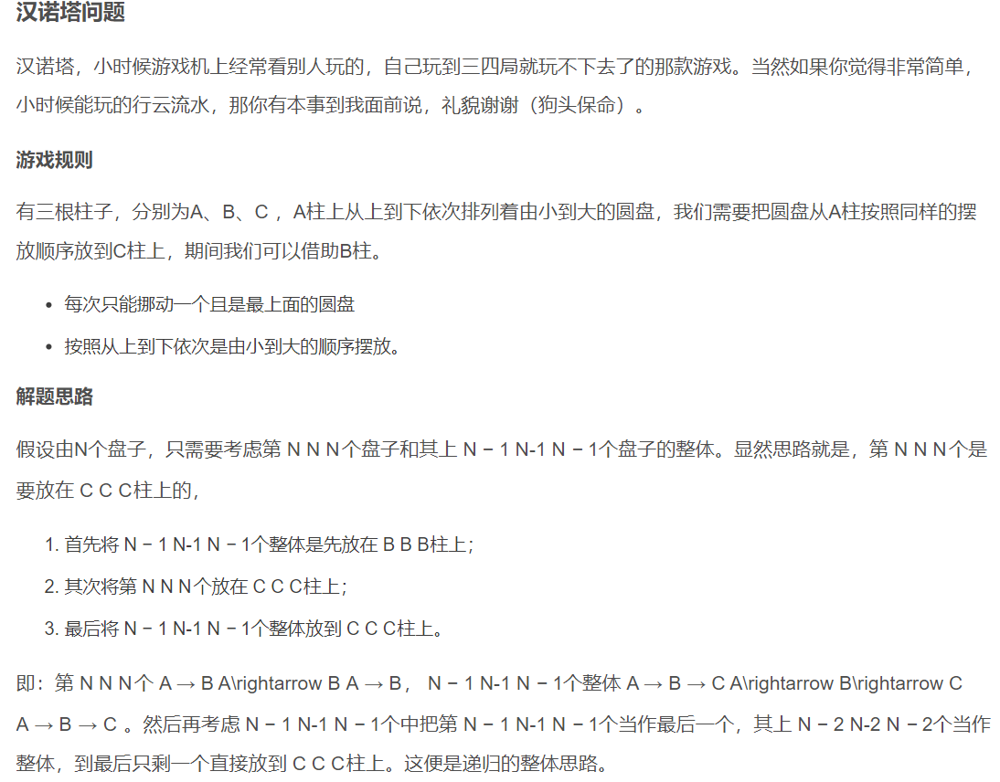 汉诺塔问题
汉诺塔，小时候游戏机上经常看别人玩的，自己玩到三四局就玩不下去了的那款游戏。当然如果你觉得非常简单，
小时候能玩的行云流水，那你有本事到我面前说，礼貌谢谢（狗头保命）。
游戏规则
有三根柱子，分别为A、B、C ，A柱上从上到下依次排列着由小到大的圆盘，我们需要把圆盘从A柱按照同样的摆
放顺序放到C柱上，期间我们可以借助B柱。
• 每次只能挪动一个且是最上面的圆盘
• 按照从上到下依次是由小到大的顺序摆放。
解题思路
假设由N个盘子，只需要考虑第 N N N个盘子和其上 N − 1 N-1 N − 1个盘子的整体。显然思路就是，第 N N N个是
要放在 C C C柱上的，
1. 首先将 N − 1 N-1 N − 1个整体是先放在 B B B柱上；
2. 其次将第 N N N个放在 C C C柱上；
3. 最后将 N − 1 N-1 N − 1个整体放到 C C C柱上。
即：第 N N N个 A → B A\rightarrow B A → B， N − 1 N-1 N − 1个整体 A → B → C A\rightarrow B\rightarrow C
A → B → C 。然后再考虑 N − 1 N-1 N − 1个中把第 N − 1 N-1 N − 1个当作最后一个，其上 N − 2 N-2 N − 2个当作
整体，到最后只剩一个直接放到 C C C柱上。这便是递归的整体思路。